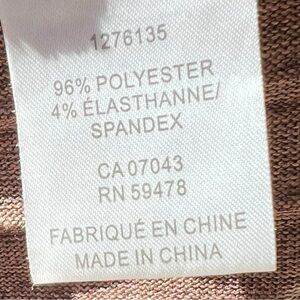 1276135
96% POLYESTER
4% ÉLASTHANNE/
SPANDEX
CA 07043
RN 59478
FABRIQUÉ EN CHINE
MADE IN CHINA